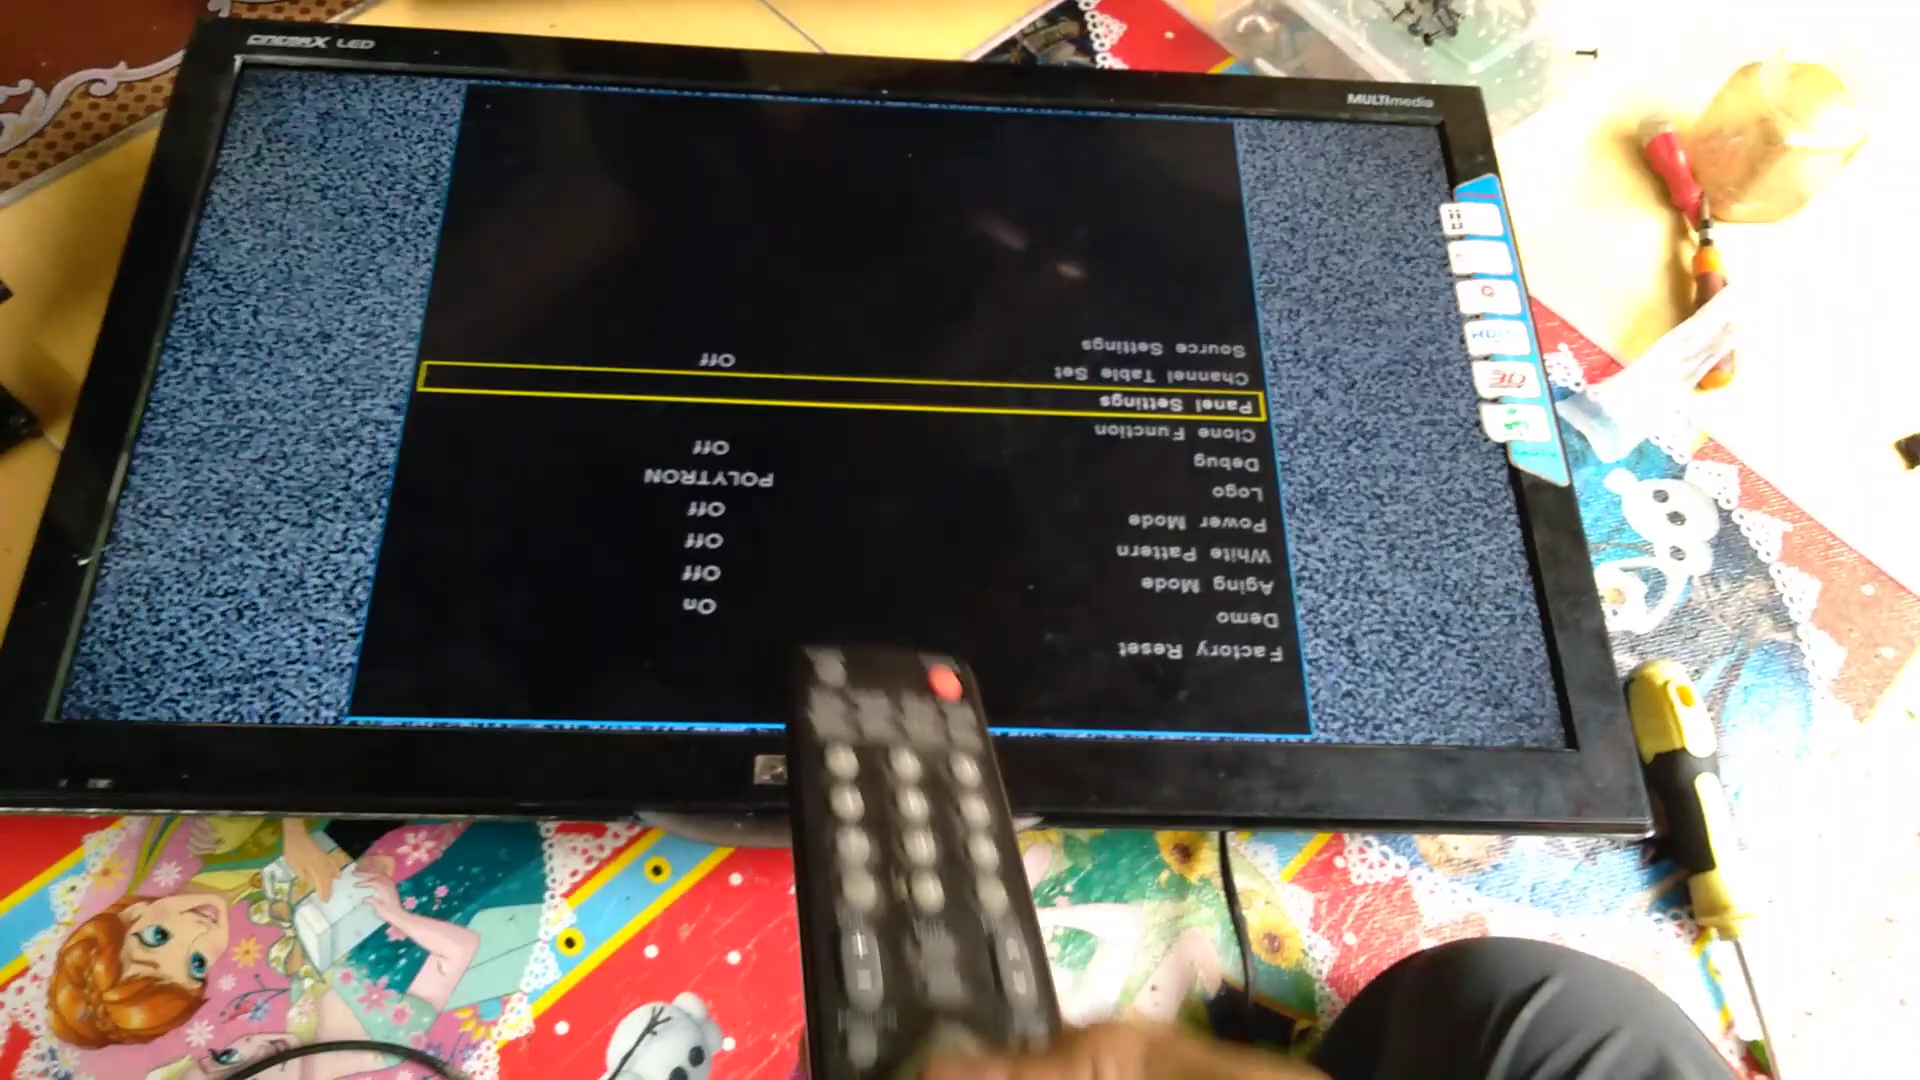 CINEMAX LED
MULTImedia
Factory Reset
Demo On
Aging Mode Off
White Pattern Off
Power Mode Off
Logo POLYTRON
Debug Off
Clone Function
Panel Settings
Channel Table Set Off
Source Settings
HDMI
3D